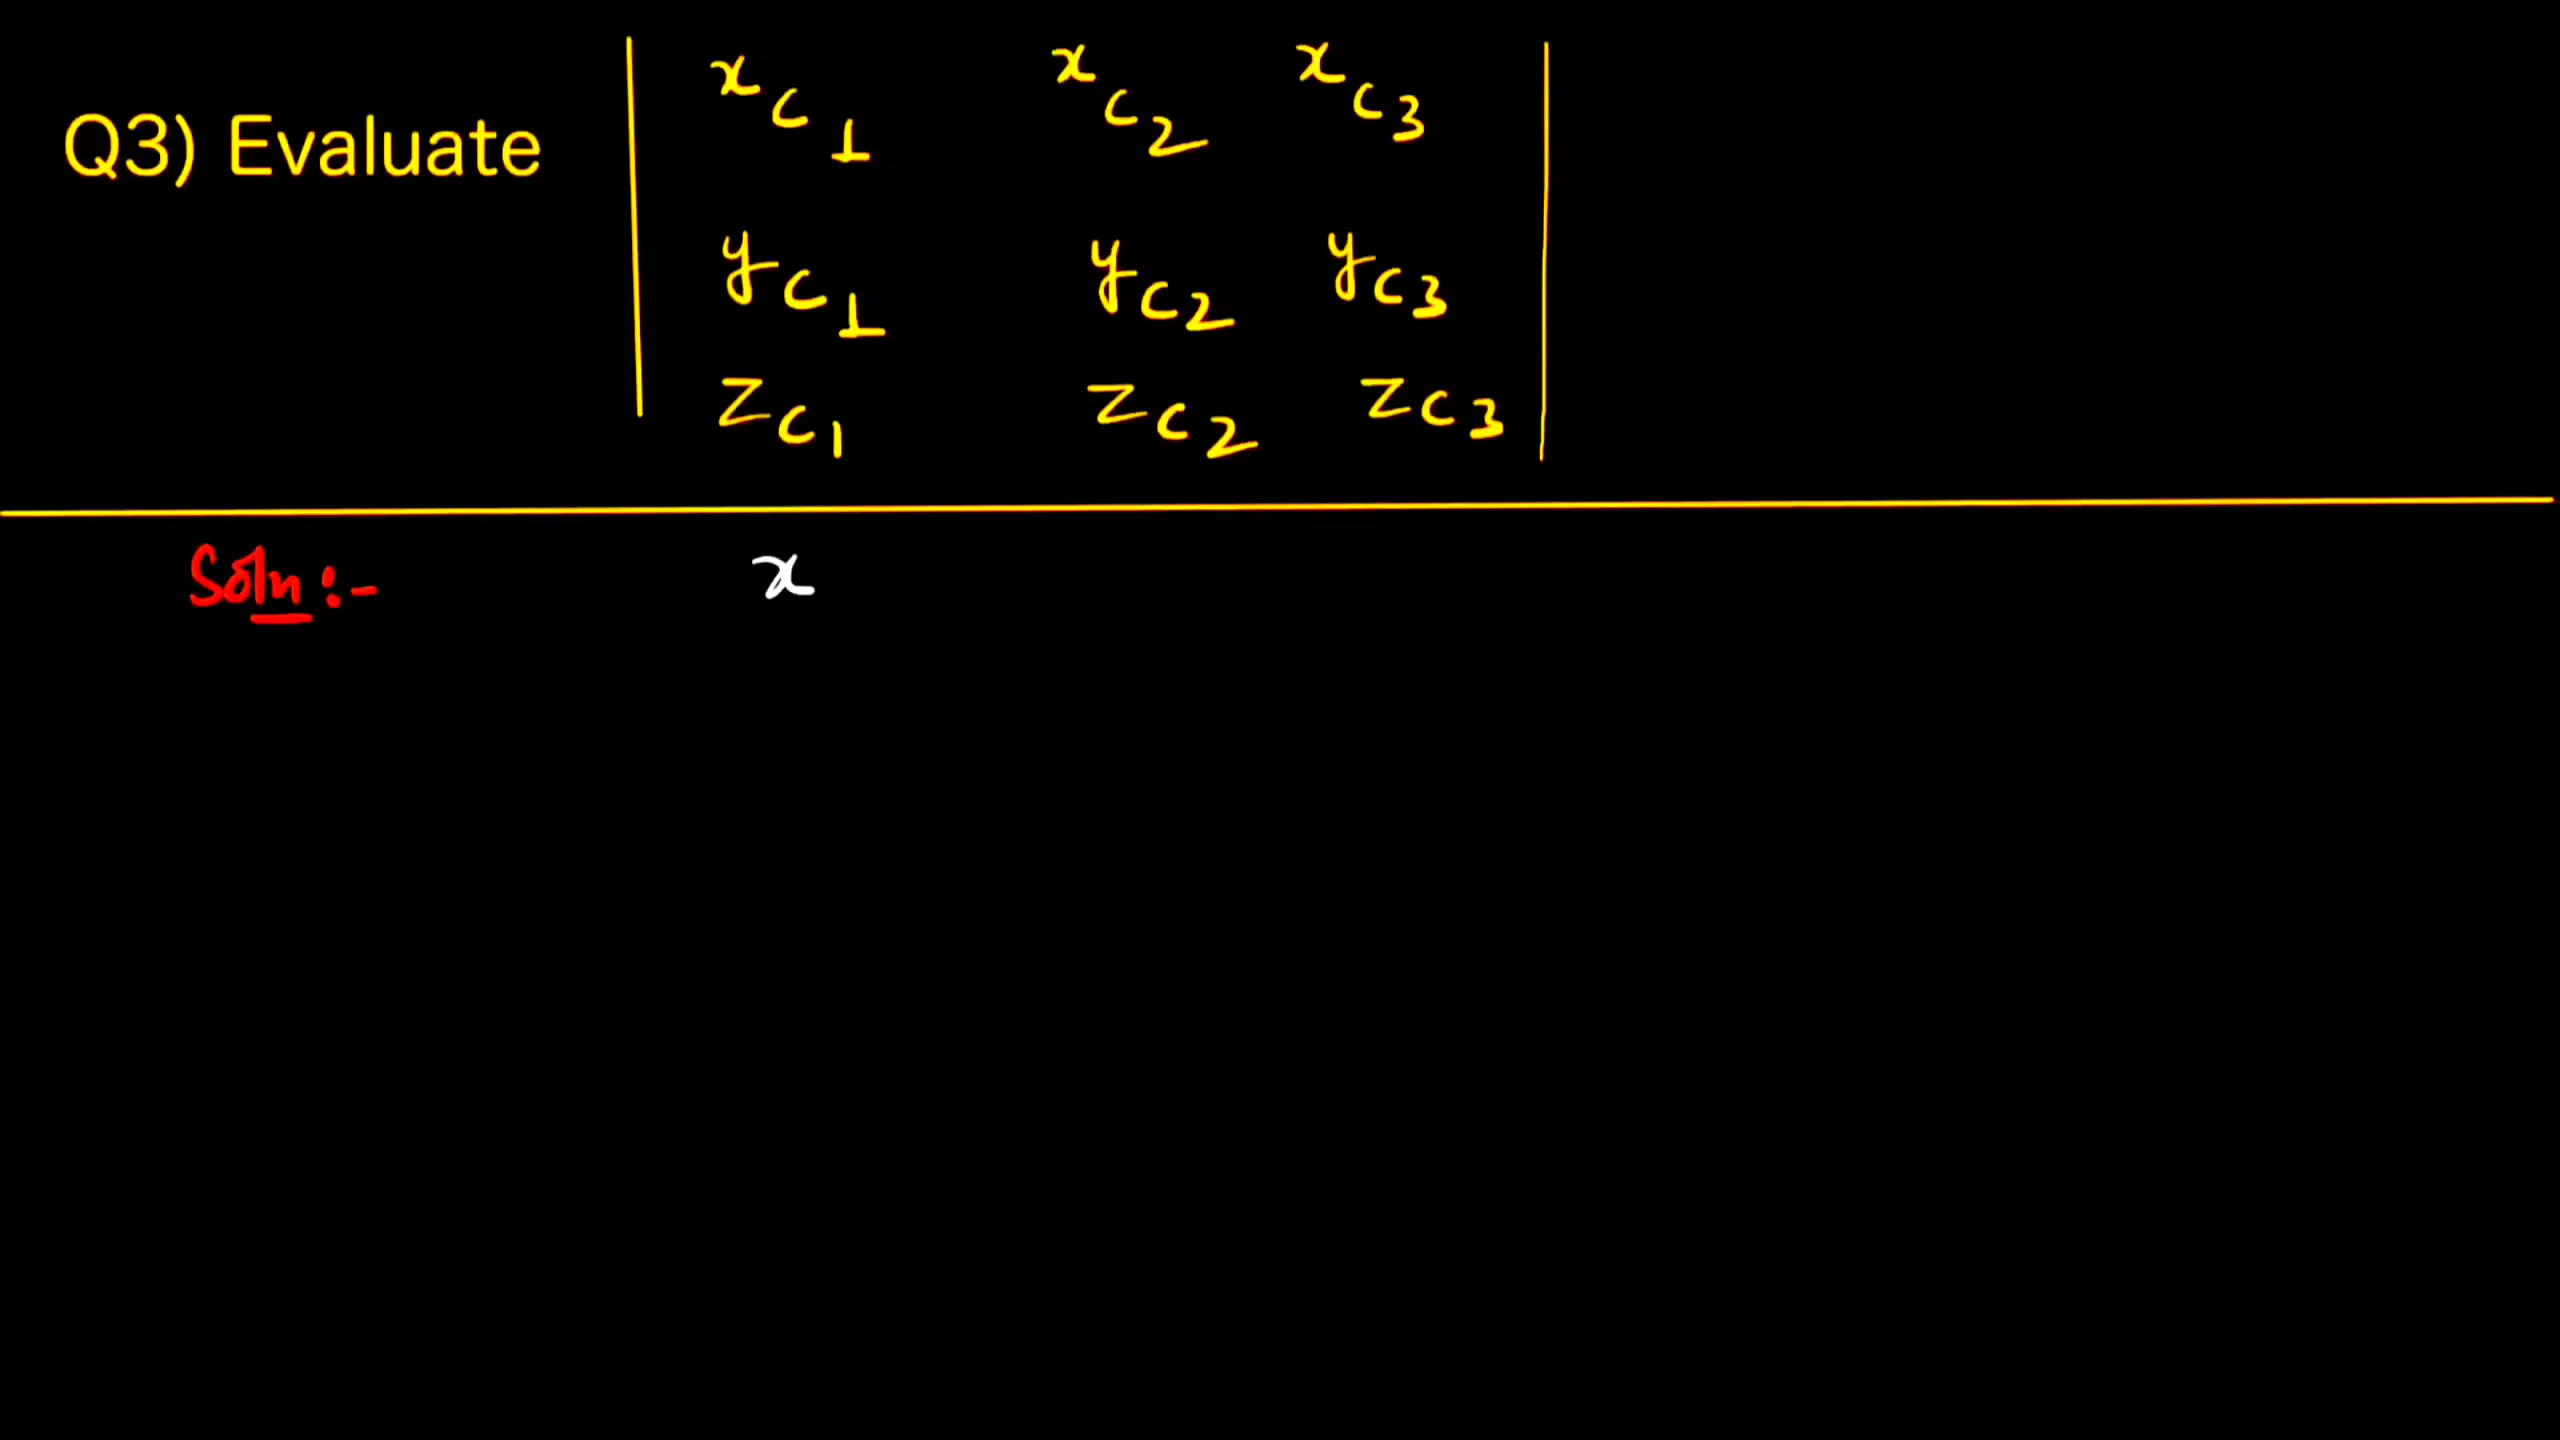 Q3) Evaluate | xC1 xC2 xC3 |
yC1 yC2 yC3
zC1 zC2 zC3
Soln :- x